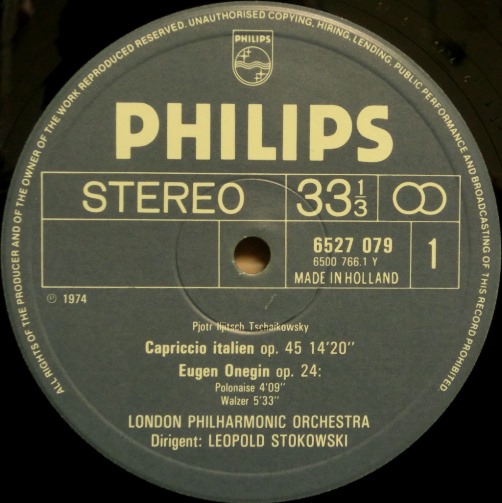 ALL RIGHTS OF THE PRODUCER AND OF THE OWNER OF THE WORK REPRODUCED RESERVED. UNAUTHORISED COPYING, HIRING, LENDING, PUBLIC PERFORMANCE AND BROADCASTING OF THIS RECORD PROHIBITED
PHILIPS
PHILIPS
STEREO 33 1/3
6527 079 1
6500 766.1 Y
MADE IN HOLLAND
℗ 1974
Pjotr Iljitsch Tschaikowsky
Capriccio italien op. 45 14'20"
Eugen Onegin op. 24:
Polonaise 4'09"
Walzer 5'33"
LONDON PHILHARMONIC ORCHESTRA
Dirigent: LEOPOLD STOKOWSKI